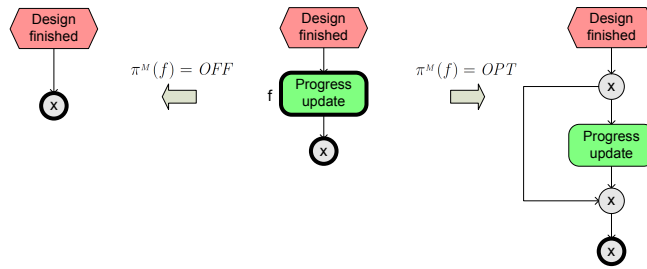 Design
finished
x
π^M(f) = OFF
Design
finished
f
Progress
update
x
π^M(f) = OPT
Design
finished
x
Progress
update
x
x